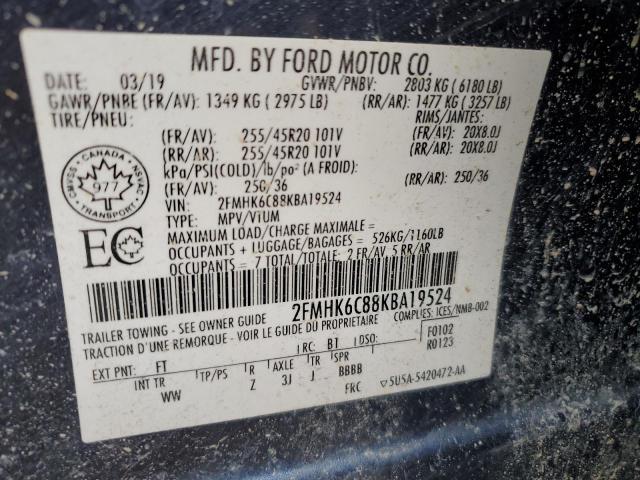 MFD. BY FORD MOTOR CO.
DATE: 03/19 GVWR/PNBV: 2803 KG ( 6180 LB)
GAWR/PNBE (FR/AV): 1349 KG ( 2975 LB) (RR/AR): 1477 KG ( 3257 LB)
TIRE/PNEU: RIMS/JANTES:
(FR/AV): 255/45R20 101V (FR/AV): 20X8.0J
(RR/AR): 255/45R20 101V (RR/AR): 20X8.0J
kPa/PSI(COLD)/lb/po² (A FROID):
(FR/AV): 250/36 (RR/AR): 250/36
VIN: 2FMHK6C88KBA19524
TYPE: MPV/VTUM
MAXIMUM LOAD/CHARGE MAXIMALE =
OCCUPANTS + LUGGAGE/BAGAGES = 526KG/1160LB
OCCUPANTS = 7 TOTAL/TOTALE: 2 FR/AV 5 RR/AR
CANADA
977
TRANSPORT
EC
2FMHK6C88KBA19524
TRAILER TOWING - SEE OWNER GUIDE COMPLIES: ICES/NMB-002
TRACTION D'UNE REMORQUE - VOIR LE GUIDE DU PROPRIETAIRE
EXT PNT: FT RC: B1 DSO: F0102
R0123
INT TR TP/PS R AXLE TR SPR
WW Z 3J J BBBB
FRC ▽5U5A-5420472-AA